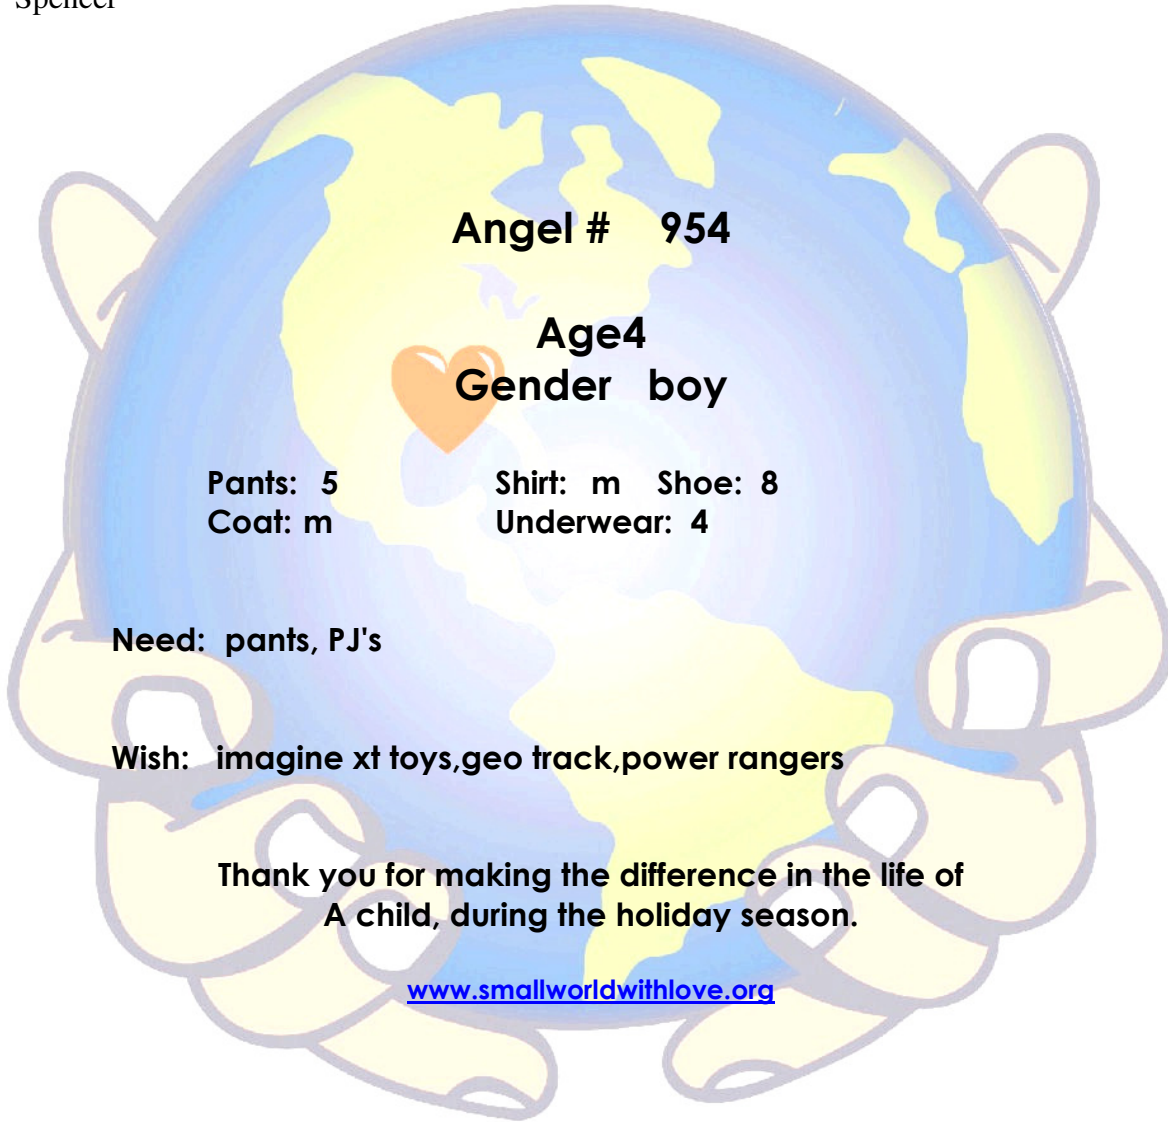 Spencer
Angel # 954
Age4
Gender boy
Pants: 5 Shirt: m Shoe: 8
Coat: m Underwear: 4
Need: pants, PJ's
Wish: imagine xt toys,geo track,power rangers
Thank you for making the difference in the life of
A child, during the holiday season.
www.smallworldwithlove.org